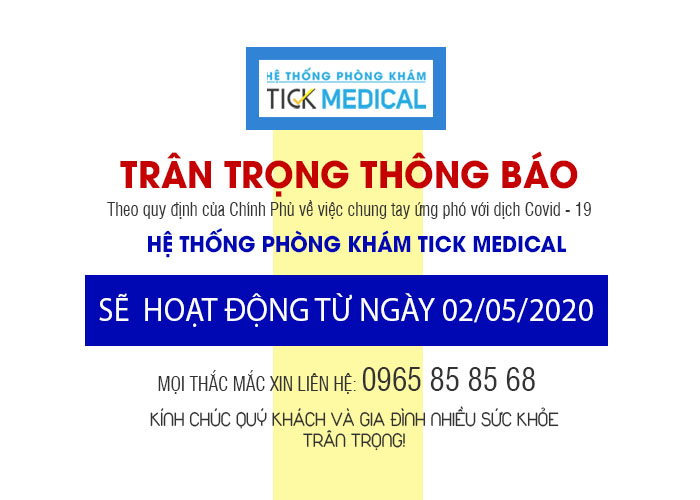 HỆ THỐNG PHÒNG KHÁM
TICK MEDICAL
TRÂN TRỌNG THÔNG BÁO
Theo quy định của Chính Phủ về việc chung tay ứng phó với dịch Covid - 19
HỆ THỐNG PHÒNG KHÁM TICK MEDICAL
SẼ HOẠT ĐỘNG TỪ NGÀY 02/05/2020
MỌI THẮC MẮC XIN LIÊN HỆ: 0965 85 85 68
KÍNH CHÚC QUÝ KHÁCH VÀ GIA ĐÌNH NHIỀU SỨC KHỎE
TRÂN TRỌNG!